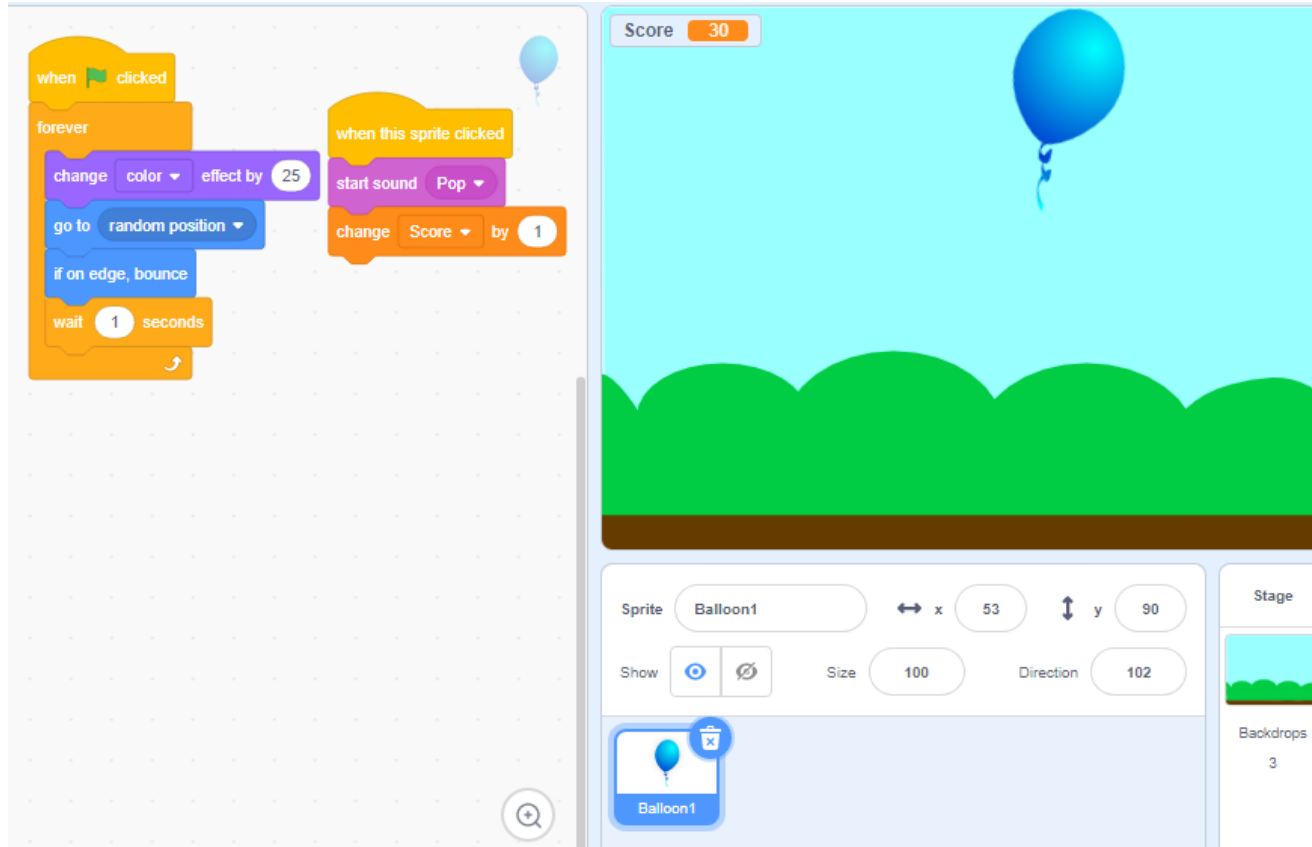 when clicked
forever
change color effect by 25
go to random position
if on edge, bounce
wait 1 seconds
when this sprite clicked
start sound Pop
change Score by 1
Score 30
Sprite Balloon1 x 53 y 90
Show Size 100 Direction 102
Balloon1
Stage
Backdrops
3